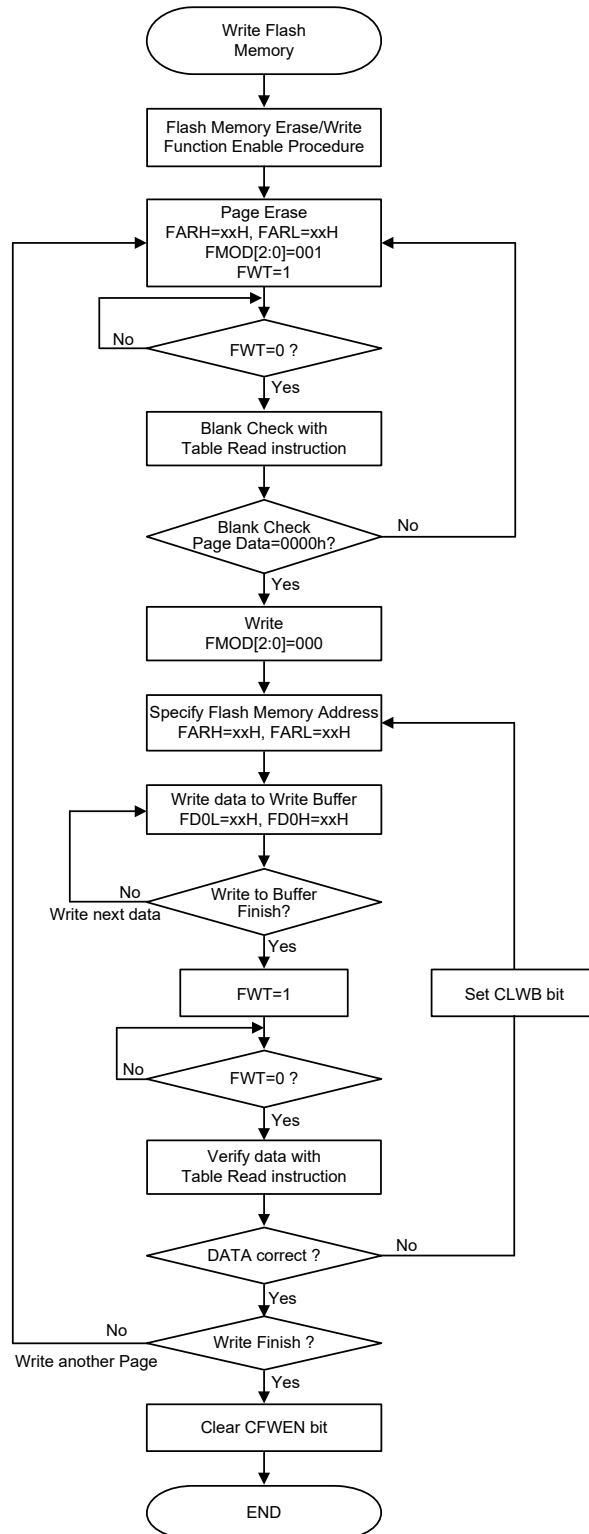 Write Flash
Memory
Flash Memory Erase/Write
Function Enable Procedure
Page Erase
FARH=xxH, FARL=xxH
FMOD[2:0]=001
FWT=1
No
FWT=0 ?
Yes
Blank Check with
Table Read instruction
Blank Check
Page Data=0000h?
No
Yes
Write
FMOD[2:0]=000
Specify Flash Memory Address
FARH=xxH, FARL=xxH
Write data to Write Buffer
FD0L=xxH, FD0H=xxH
No
Write next data
Write to Buffer
Finish?
Yes
FWT=1
Set CLWB bit
No
FWT=0 ?
Yes
Verify data with
Table Read instruction
DATA correct ?
No
Yes
No
Write another Page
Write Finish ?
Yes
Clear CFWEN bit
END